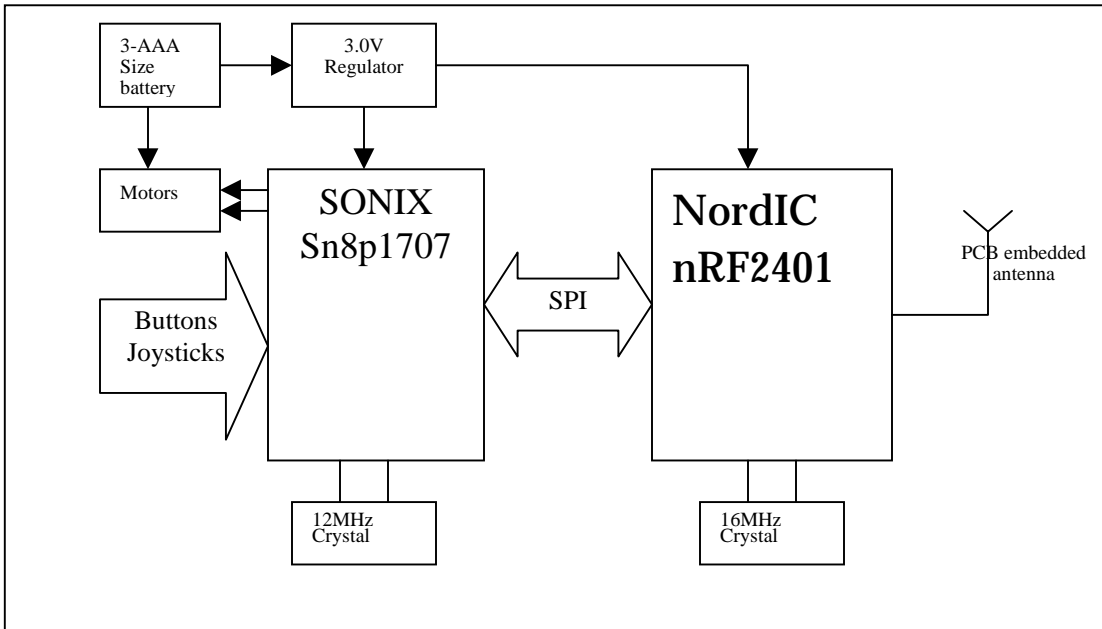 3-AAA
Size
battery
3.0V
Regulator
Motors
SONIX
Sn8p1707
NordIC
nRF2401
PCB embedded
antenna
SPI
Buttons
Joysticks
12MHz
Crystal
16MHz
Crystal